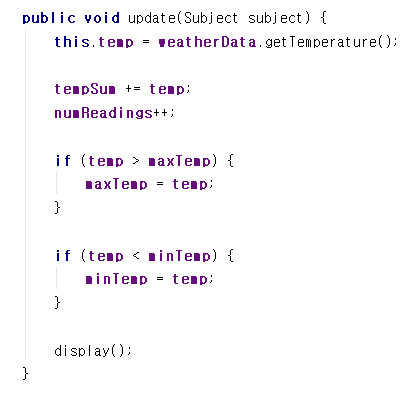 public void update(Subject subject) {
this.temp = weatherData.getTemperature();
tempSum += temp;
numReadings++;
if (temp > maxTemp) {
maxTemp = temp;
}
if (temp < minTemp) {
minTemp = temp;
}
display();
}